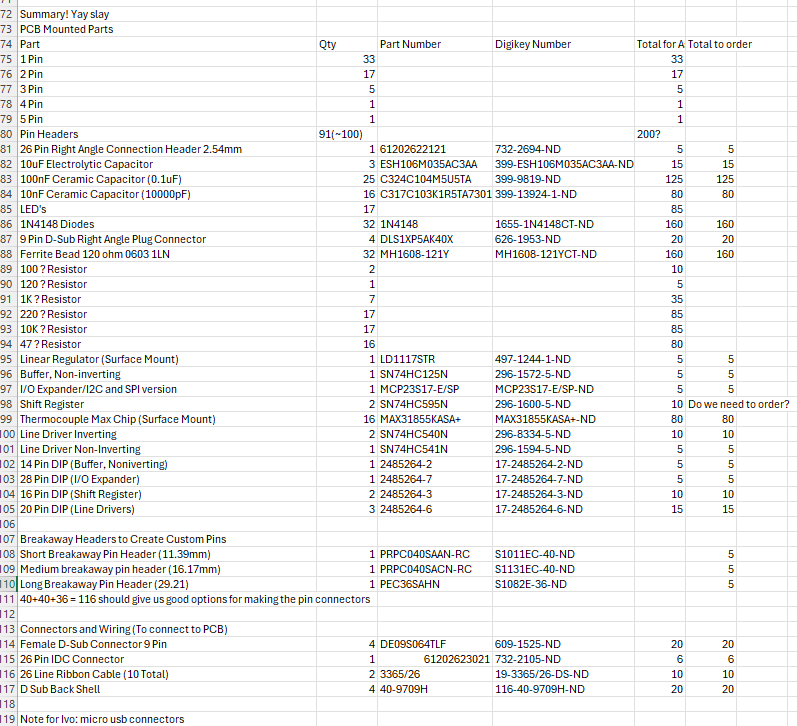 72 Summary! Yay slay
73 PCB Mounted Parts
74 Part Qty Part Number Digikey Number Total for A Total to order
75 1 Pin 33 33
76 2 Pin 17 17
77 3 Pin 5 5
78 4 Pin 1 1
79 5 Pin 1 1
80 Pin Headers 91(~100) 200?
81 26 Pin Right Angle Connection Header 2.54mm 1 61202622121 732-2694-ND 5 5
82 10uF Electrolytic Capacitor 3 ESH106M035AC3AA 399-ESH106M035AC3AA-ND 15 15
83 100nF Ceramic Capacitor (0.1uF) 25 C324C104M5U5TA 399-9819-ND 125 125
84 10nF Ceramic Capacitor (10000pF) 16 C317C103K1R5TA7301 399-13924-1-ND 80 80
85 LED's 17 85
86 1N4148 Diodes 32 1N4148 1655-1N4148CT-ND 160 160
87 9 Pin D-Sub Right Angle Plug Connector 4 DLS1XP5AK40X 626-1953-ND 20 20
88 Ferrite Bead 120 ohm 0603 1LN 32 MH1608-121Y MH1608-121YCT-ND 160 160
89 100 ? Resistor 2 10
90 120 ? Resistor 1 5
91 1K ? Resistor 7 35
92 220 ? Resistor 17 85
93 10K ? Resistor 17 85
94 47 ? Resistor 16 80
95 Linear Regulator (Surface Mount) 1 LD1117STR 497-1244-1-ND 5 5
96 Buffer, Non-inverting 1 SN74HC125N 296-1572-5-ND 5 5
97 I/O Expander/I2C and SPI version 1 MCP23S17-E/SP MCP23S17-E/SP-ND 5 5
98 Shift Register 2 SN74HC595N 296-1600-5-ND 10 Do we need to order?
99 Thermocouple Max Chip (Surface Mount) 16 MAX31855KASA+ MAX31855KASA+-ND 80 80
100 Line Driver Inverting 2 SN74HC540N 296-8334-5-ND 10 10
101 Line Driver Non-Inverting 1 SN74HC541N 296-1594-5-ND 5 5
102 14 Pin DIP (Buffer, Noniverting) 1 2485264-2 17-2485264-2-ND 5 5
103 28 Pin DIP (I/O Expander) 1 2485264-7 17-2485264-7-ND 5 5
104 16 Pin DIP (Shift Register) 2 2485264-3 17-2485264-3-ND 10 10
105 20 Pin DIP (Line Drivers) 3 2485264-6 17-2485264-6-ND 15 15
106
107 Breakaway Headers to Create Custom Pins
108 Short Breakaway Pin Header (11.39mm) 1 PRPC040SAAN-RC S1011EC-40-ND 5
109 Medium breakaway pin header (16.17mm) 1 PRPC040SACN-RC S1131EC-40-ND 5
110 Long Breakaway Pin Header (29.21) 1 PEC36SAHN S1082E-36-ND 5
111 40+40+36 = 116 should give us good options for making the pin connectors
112
113 Connectors and Wiring (To connect to PCB)
114 Female D-Sub Connector 9 Pin 4 DE09S064TLF 609-1525-ND 20 20
115 26 Pin IDC Connector 1 61202623021 732-2105-ND 6 6
116 26 Line Ribbon Cable (10 Total) 2 3365/26 19-3365/26-DS-ND 10 10
117 D Sub Back Shell 4 40-9709H 116-40-9709H-ND 20 20
118
119 Note for Ivo: micro usb connectors